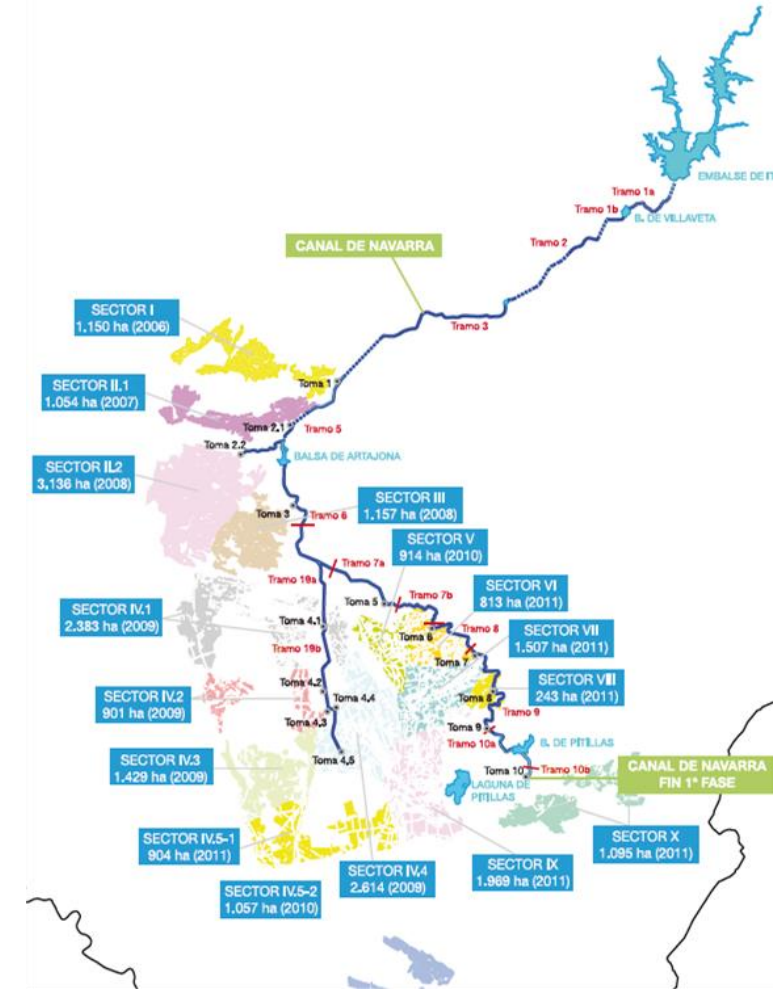 Tramo 1a
EMBALSE DE
Tramo 1b
B. DE VILLAVETA
Tramo 2
CANAL DE NAVARRA
Tramo 3
SECTOR I
1.150 ha (2006)
Toma 1
SECTOR II.1
1.054 ha (2007)
Toma 2.1
Tramo 5
Toma 2.2
BALSA DE ARTAJONA
SECTOR II.2
3.136 ha (2008)
SECTOR III
1.157 ha (2008)
Toma 3
Tramo 6
SECTOR V
914 ha (2010)
Tramo 7a
Tramo 19a
SECTOR VI
813 ha (2011)
Toma 5
Tramo 7b
SECTOR IV.1
2.383 ha (2009)
Toma 4.1
Toma 6
Tramo 8
SECTOR VII
1.507 ha (2011)
Tramo 19b
Toma 7
SECTOR VIII
243 ha (2011)
SECTOR IV.2
901 ha (2009)
Toma 4.2
Toma 4.4
Toma 8
Tramo 9
Toma 4.3
Toma 9
Tramo 10a
B. DE PITILLAS
SECTOR IV.3
1.429 ha (2009)
Toma 4.5
Toma 10
Tramo 10b
CANAL DE NAVARRA
FIN 1ª FASE
LAGUNA DE
PITILLAS
SECTOR IV.5-1
904 ha (2011)
SECTOR X
1.095 ha (2011)
SECTOR IV.4
2.614 (2009)
SECTOR IX
1.969 ha (2011)
SECTOR IV.5-2
1.057 ha (2010)